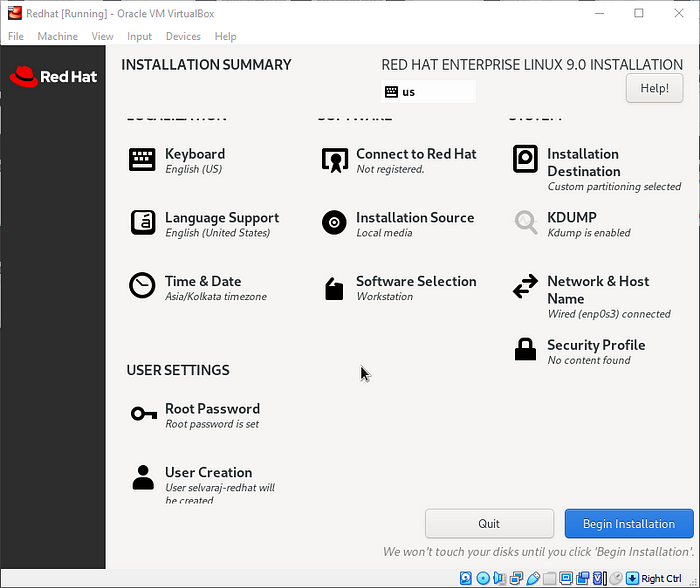 Redhat [Running] - Oracle VM VirtualBox
File Machine View Input Devices Help
Red Hat
INSTALLATION SUMMARY
RED HAT ENTERPRISE LINUX 9.0 INSTALLATION
us
Help!
LOCALIZATION
SOFTWARE
SYSTEM
Keyboard
English (US)
Connect to Red Hat
Not registered.
Installation
Destination
Custom partitioning selected
Language Support
English (United States)
Installation Source
Local media
KDUMP
Kdump is enabled
Time & Date
Asia/Kolkata timezone
Software Selection
Workstation
Network & Host
Name
Wired (enp0s3) connected
Security Profile
No content found
USER SETTINGS
Root Password
Root password is set
User Creation
User selvaraj-redhat will
be created
Quit
Begin Installation
We won't touch your disks until you click 'Begin Installation'.
Right Ctrl